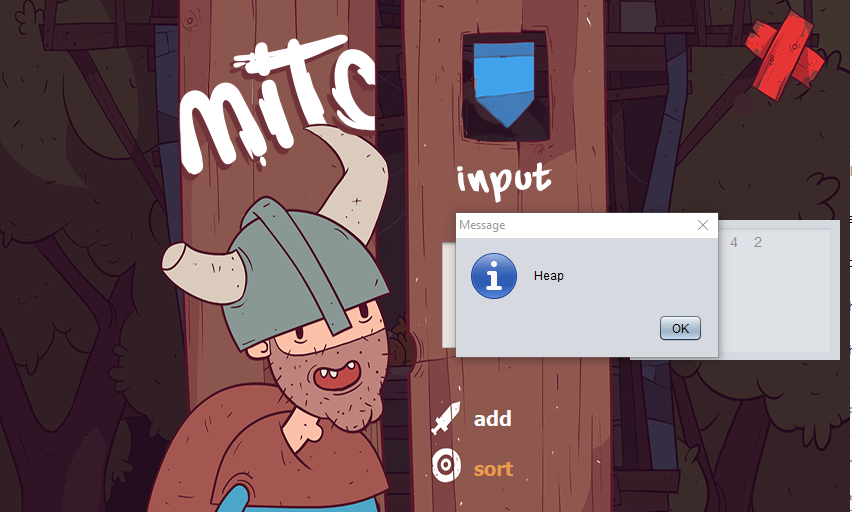 mitc
input
Message
4 2
Heap
OK
add
sort